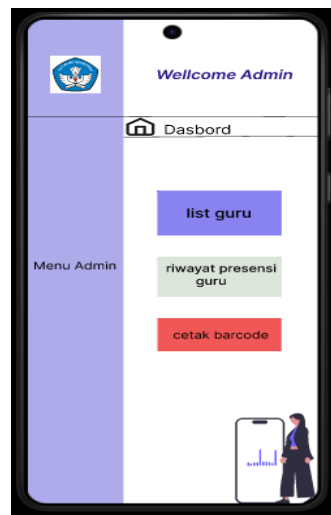 Wellcome Admin
Dasbord
list guru
Menu Admin
riwayat presensi
guru
cetak barcode